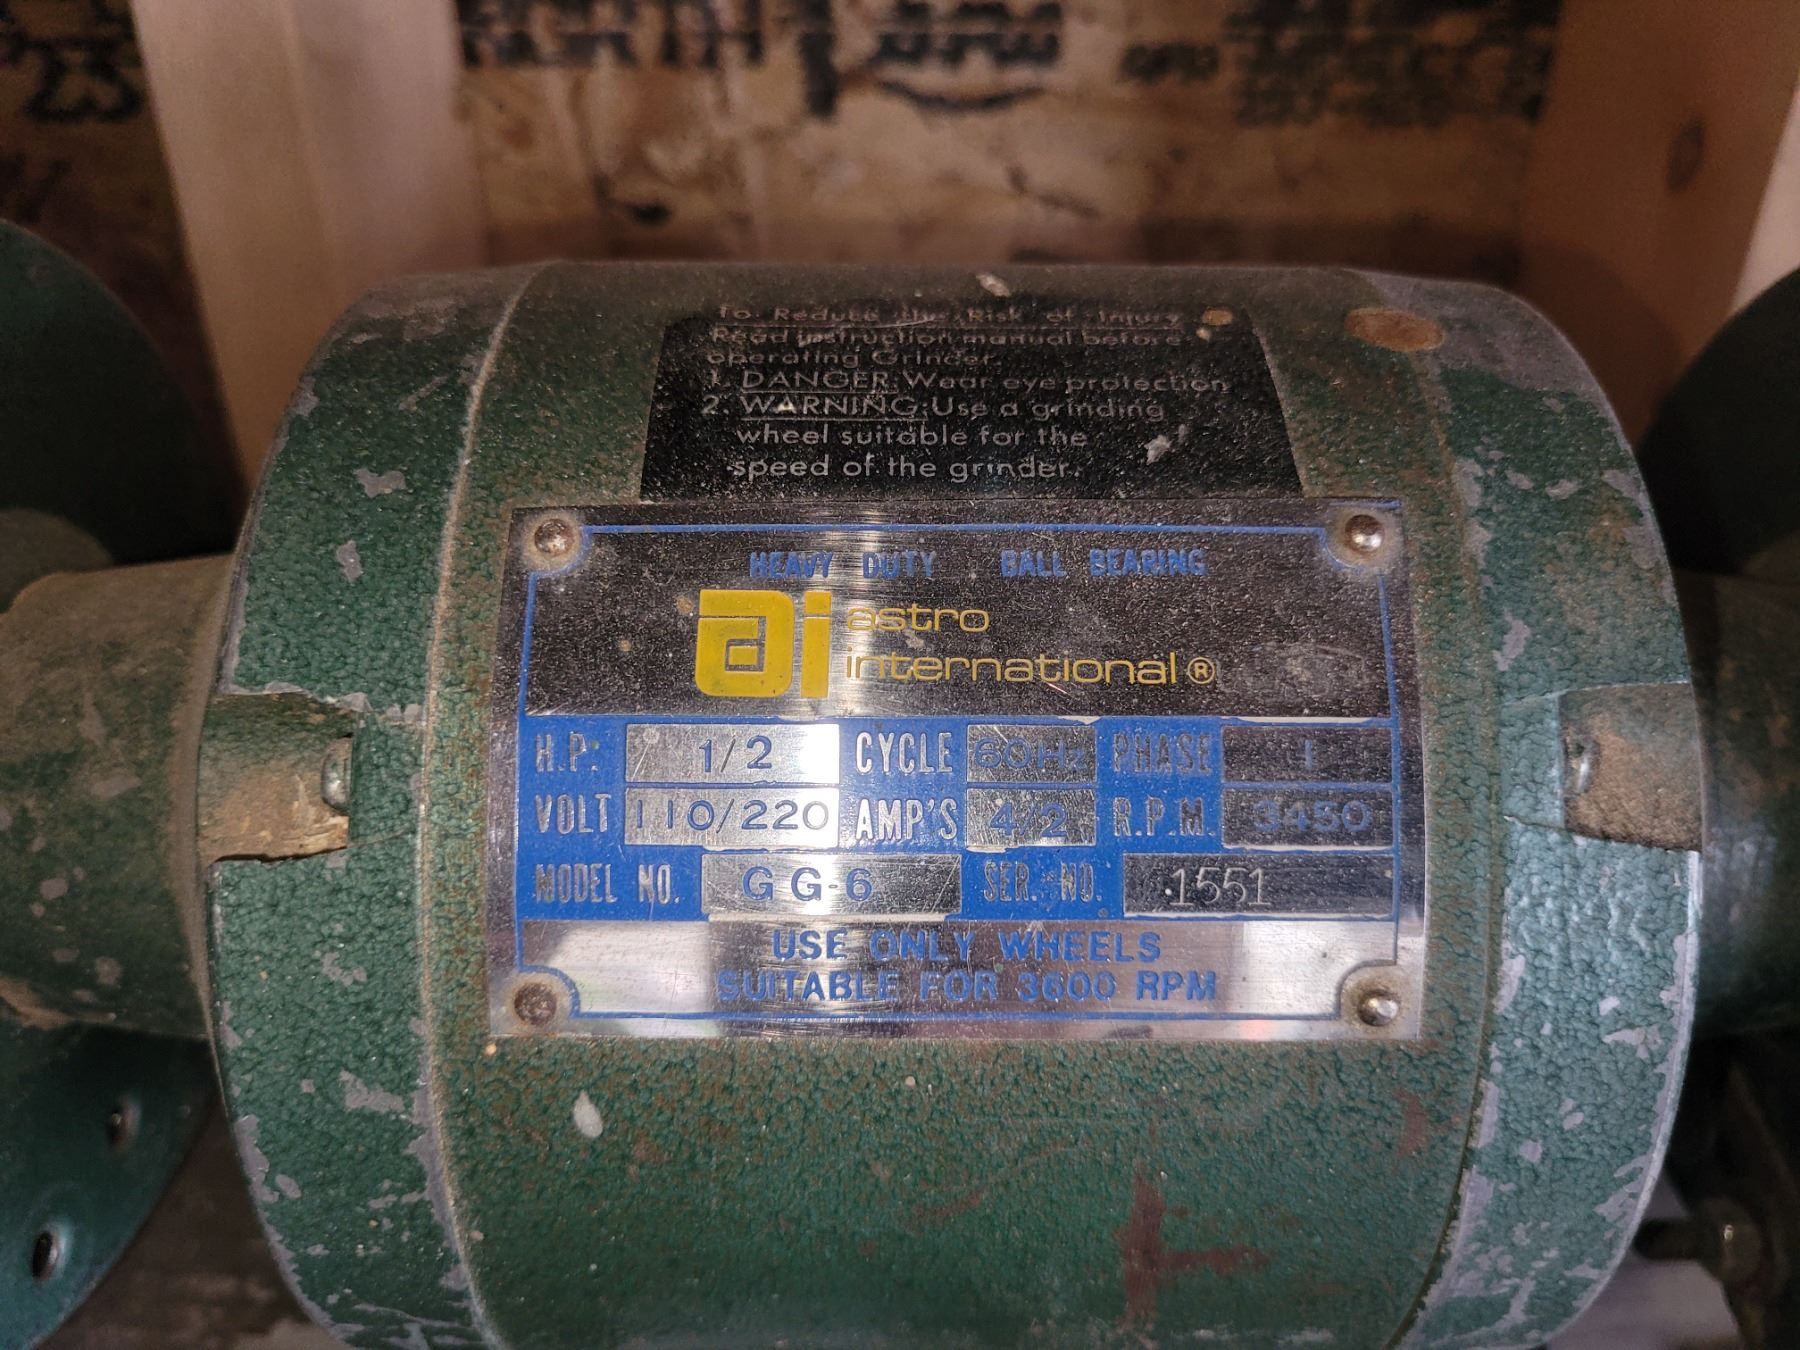 To Reduce the Risk of Injury
Read instruction manual before
operating Grinder.
1. DANGER: Wear eye protection
2. WARNING: Use a grinding
wheel suitable for the
speed of the grinder.
HEAVY DUTY BALL BEARING
ai astro
international®
H.P. 1/2 CYCLE 60Hz PHASE 1
VOLT 110/220 AMP'S 4/2 R.P.M. 3450
MODEL NO. GG-6 SER. NO. 1551
USE ONLY WHEELS
SUITABLE FOR 3600 RPM